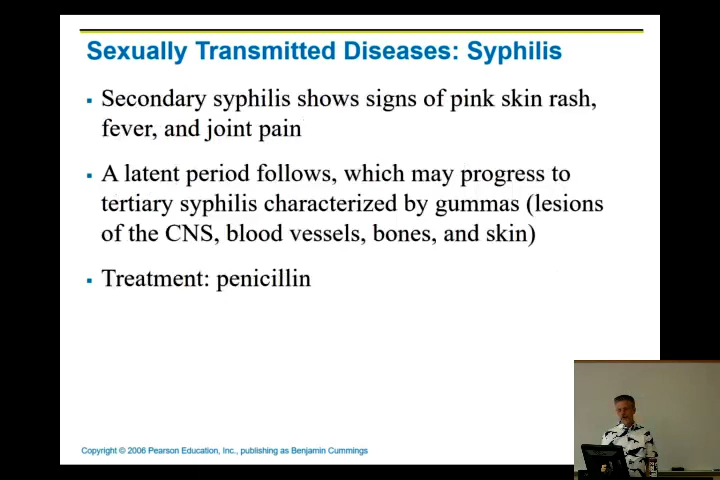 Sexually Transmitted Diseases: Syphilis
Secondary syphilis shows signs of pink skin rash,
fever, and joint pain
A latent period follows, which may progress to
tertiary syphilis characterized by gummas (lesions
of the CNS, blood vessels, bones, and skin)
Treatment: penicillin
Copyright © 2006 Pearson Education, Inc., publishing as Benjamin Cummings